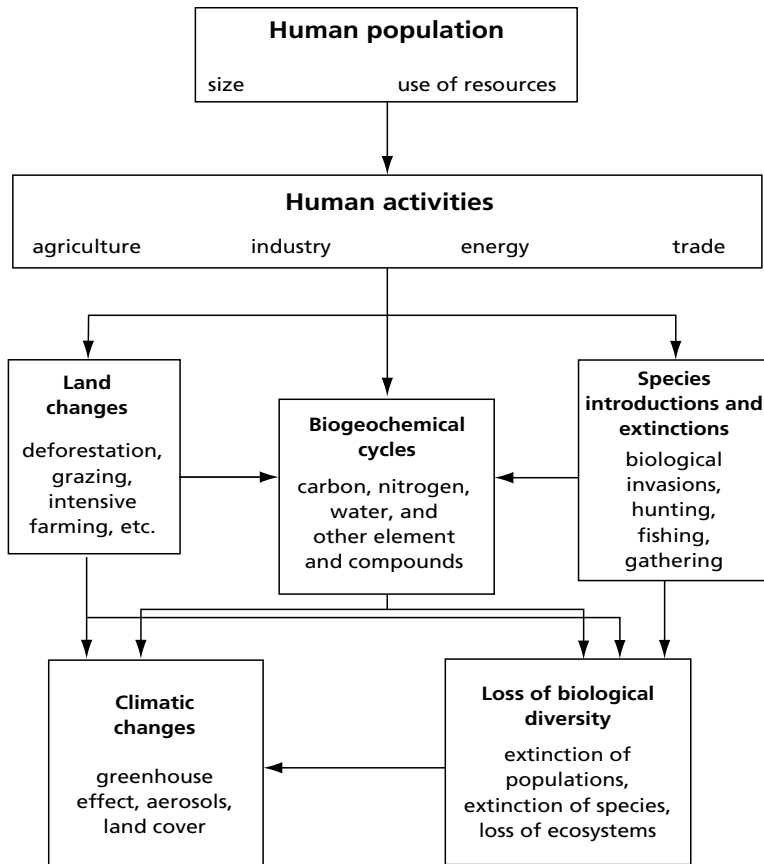 Human population
size use of resources
Human activities
agriculture industry energy trade
Land
changes
deforestation,
grazing,
intensive
farming, etc.
Biogeochemical
cycles
carbon, nitrogen,
water, and
other element
and compounds
Species
introductions and
extinctions
biological
invasions,
hunting,
fishing,
gathering
Climatic
changes
greenhouse
effect, aerosols,
land cover
Loss of biological
diversity
extinction of
populations,
extinction of species,
loss of ecosystems